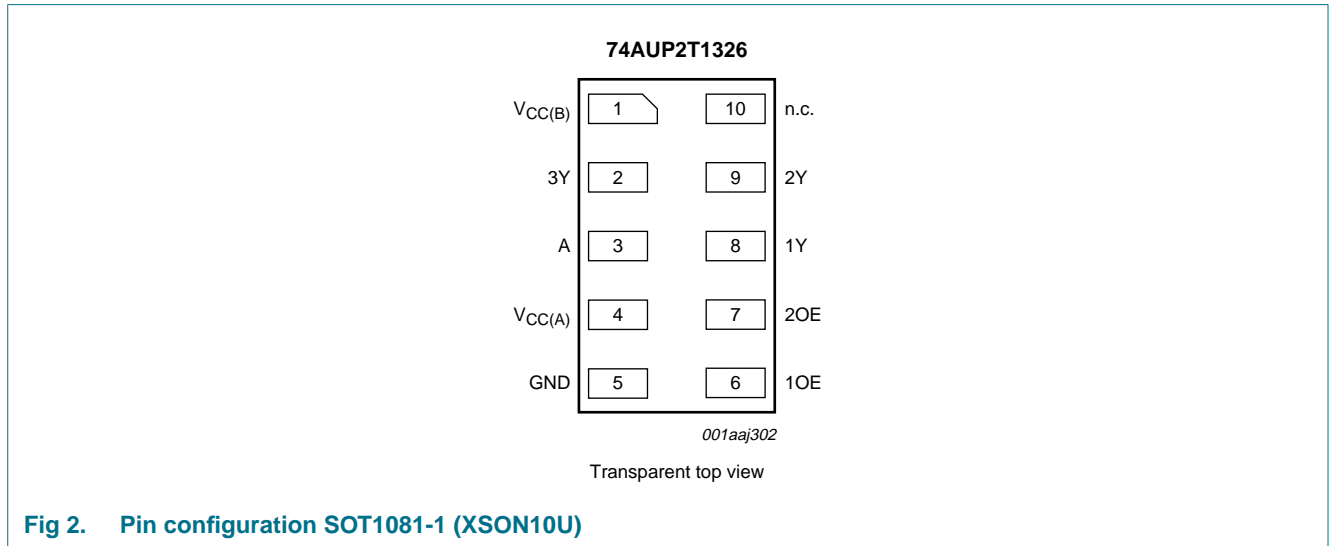 74AUP2T1326
VCC(B) 1 10 n.c.
3Y 2 9 2Y
A 3 8 1Y
VCC(A) 4 7 2OE
GND 5 6 1OE
001aaj302
Transparent top view
Fig 2. Pin configuration SOT1081-1 (XSON10U)